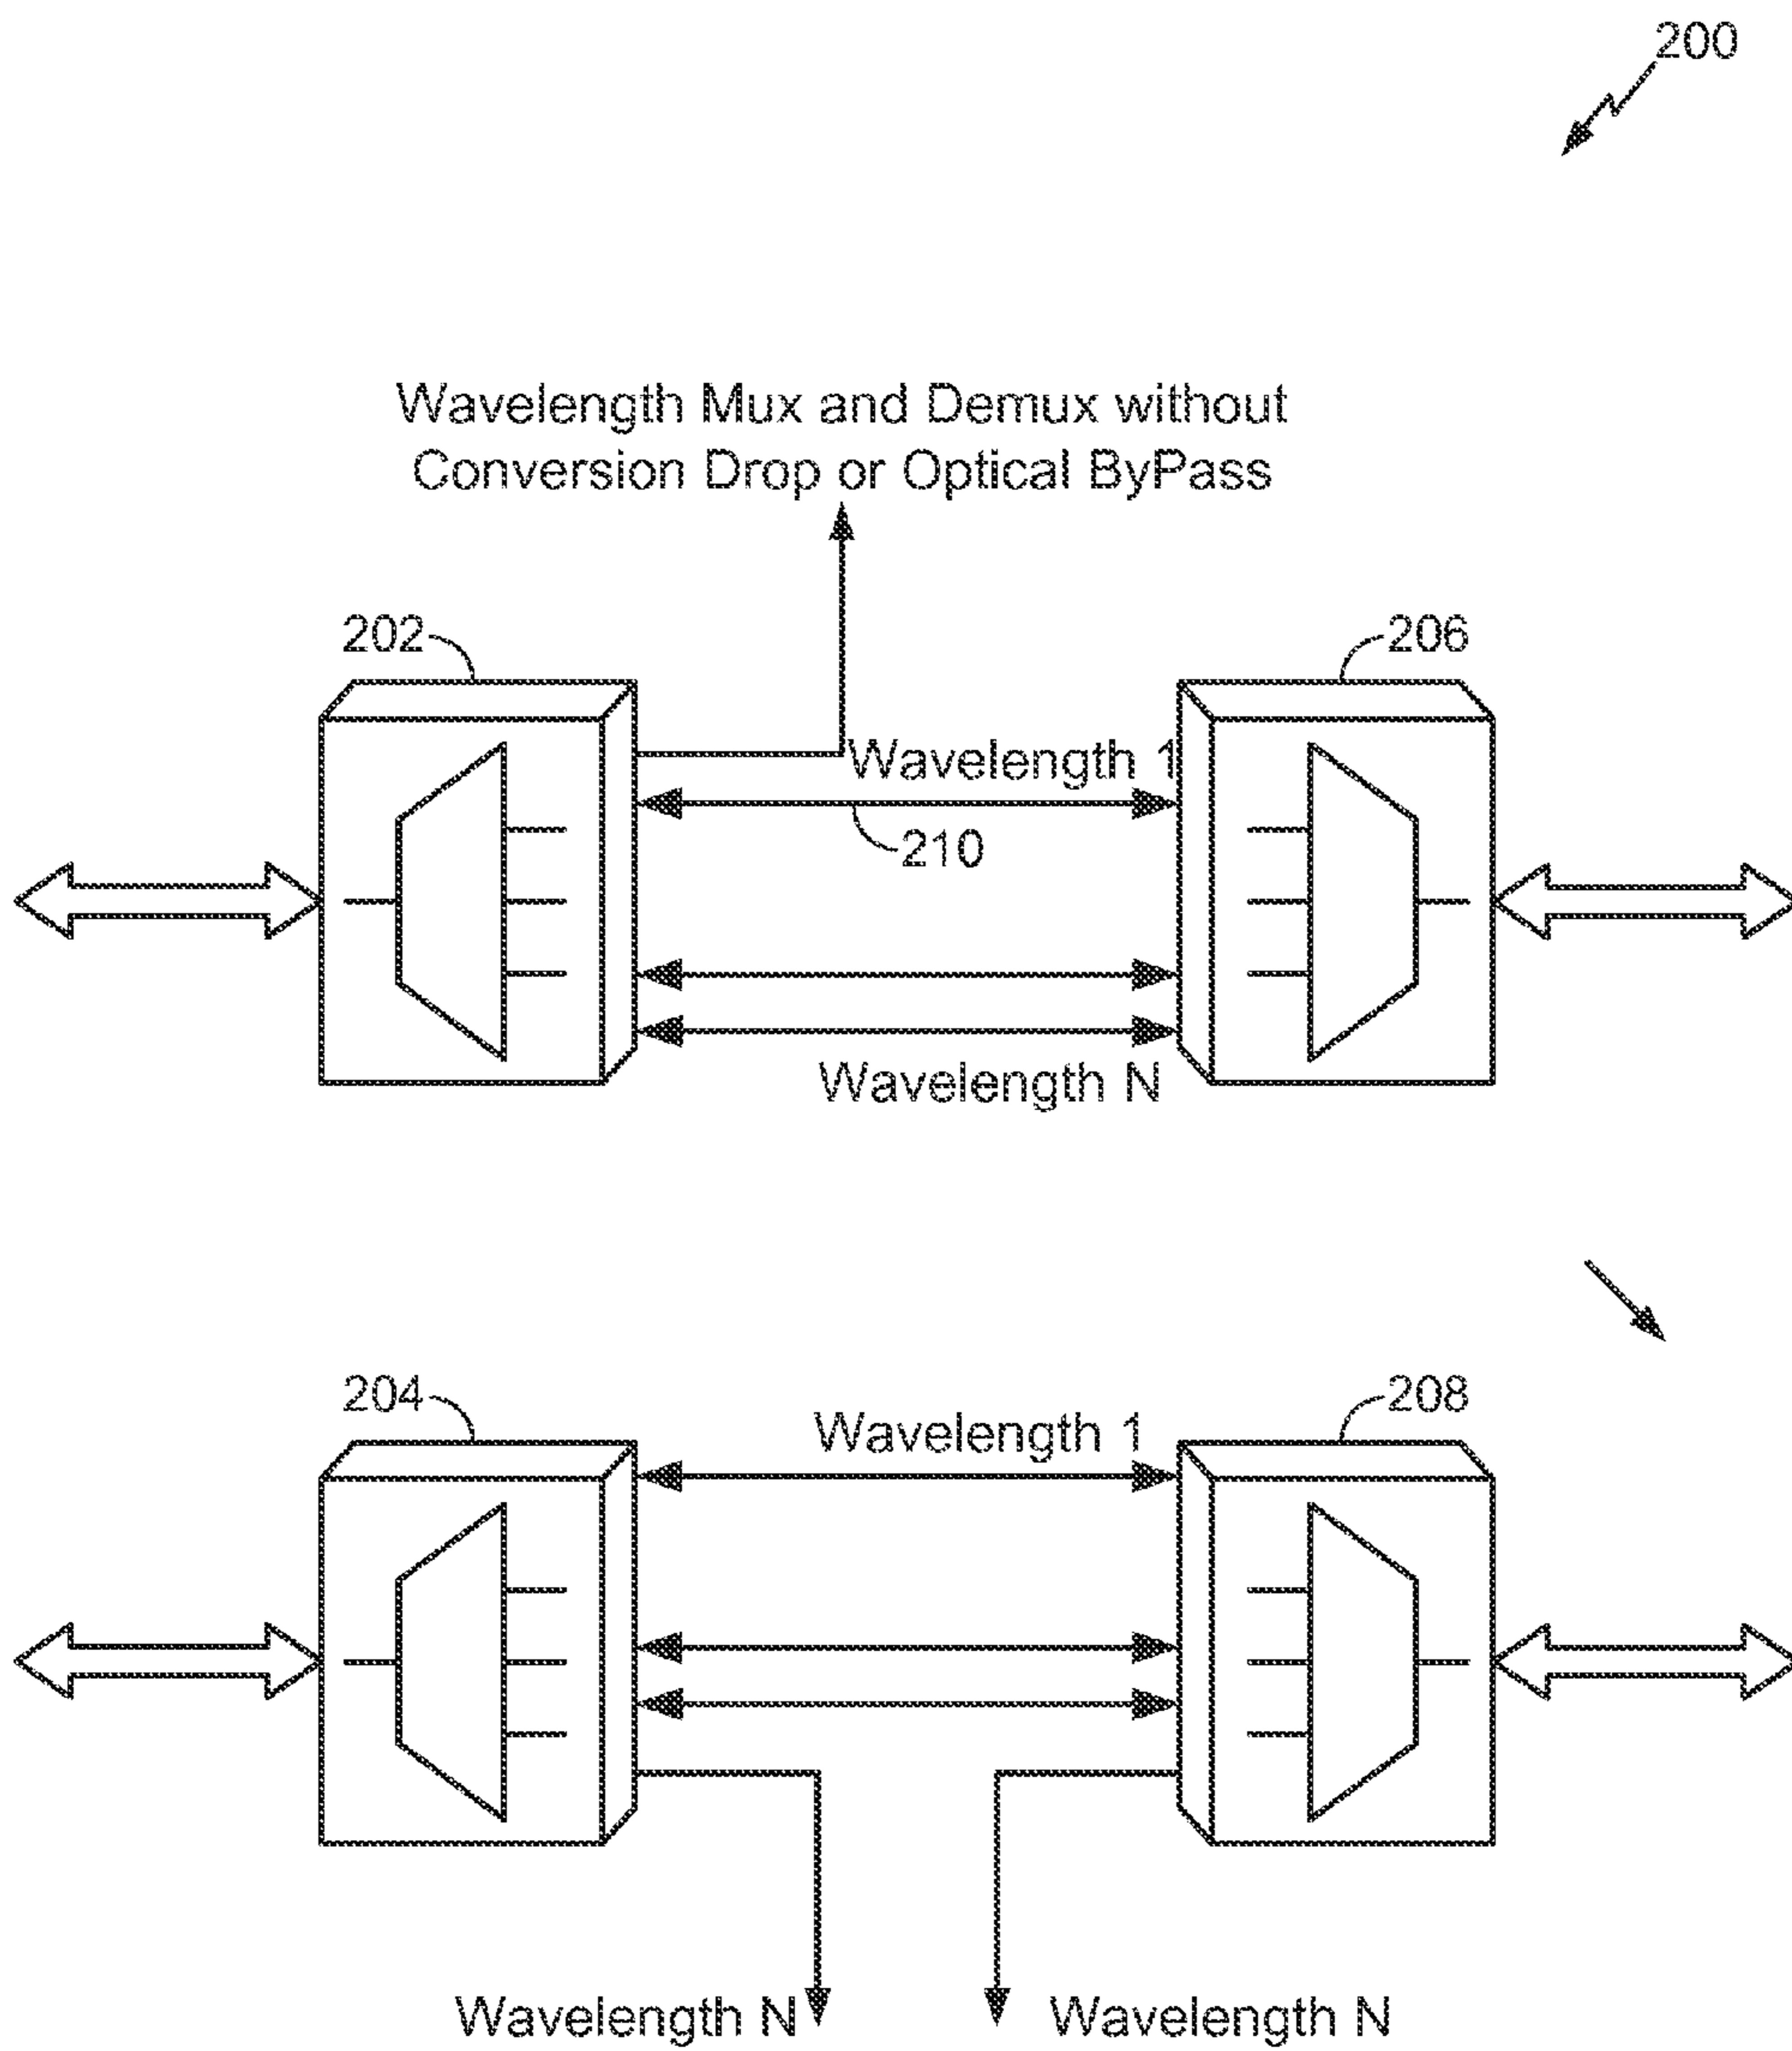 200
Wavelength Mux and Demux without
Conversion Drop or Optical ByPass
202
206
Wavelength 1
210
Wavelength N
204
208
Wavelength 1
Wavelength N
Wavelength N